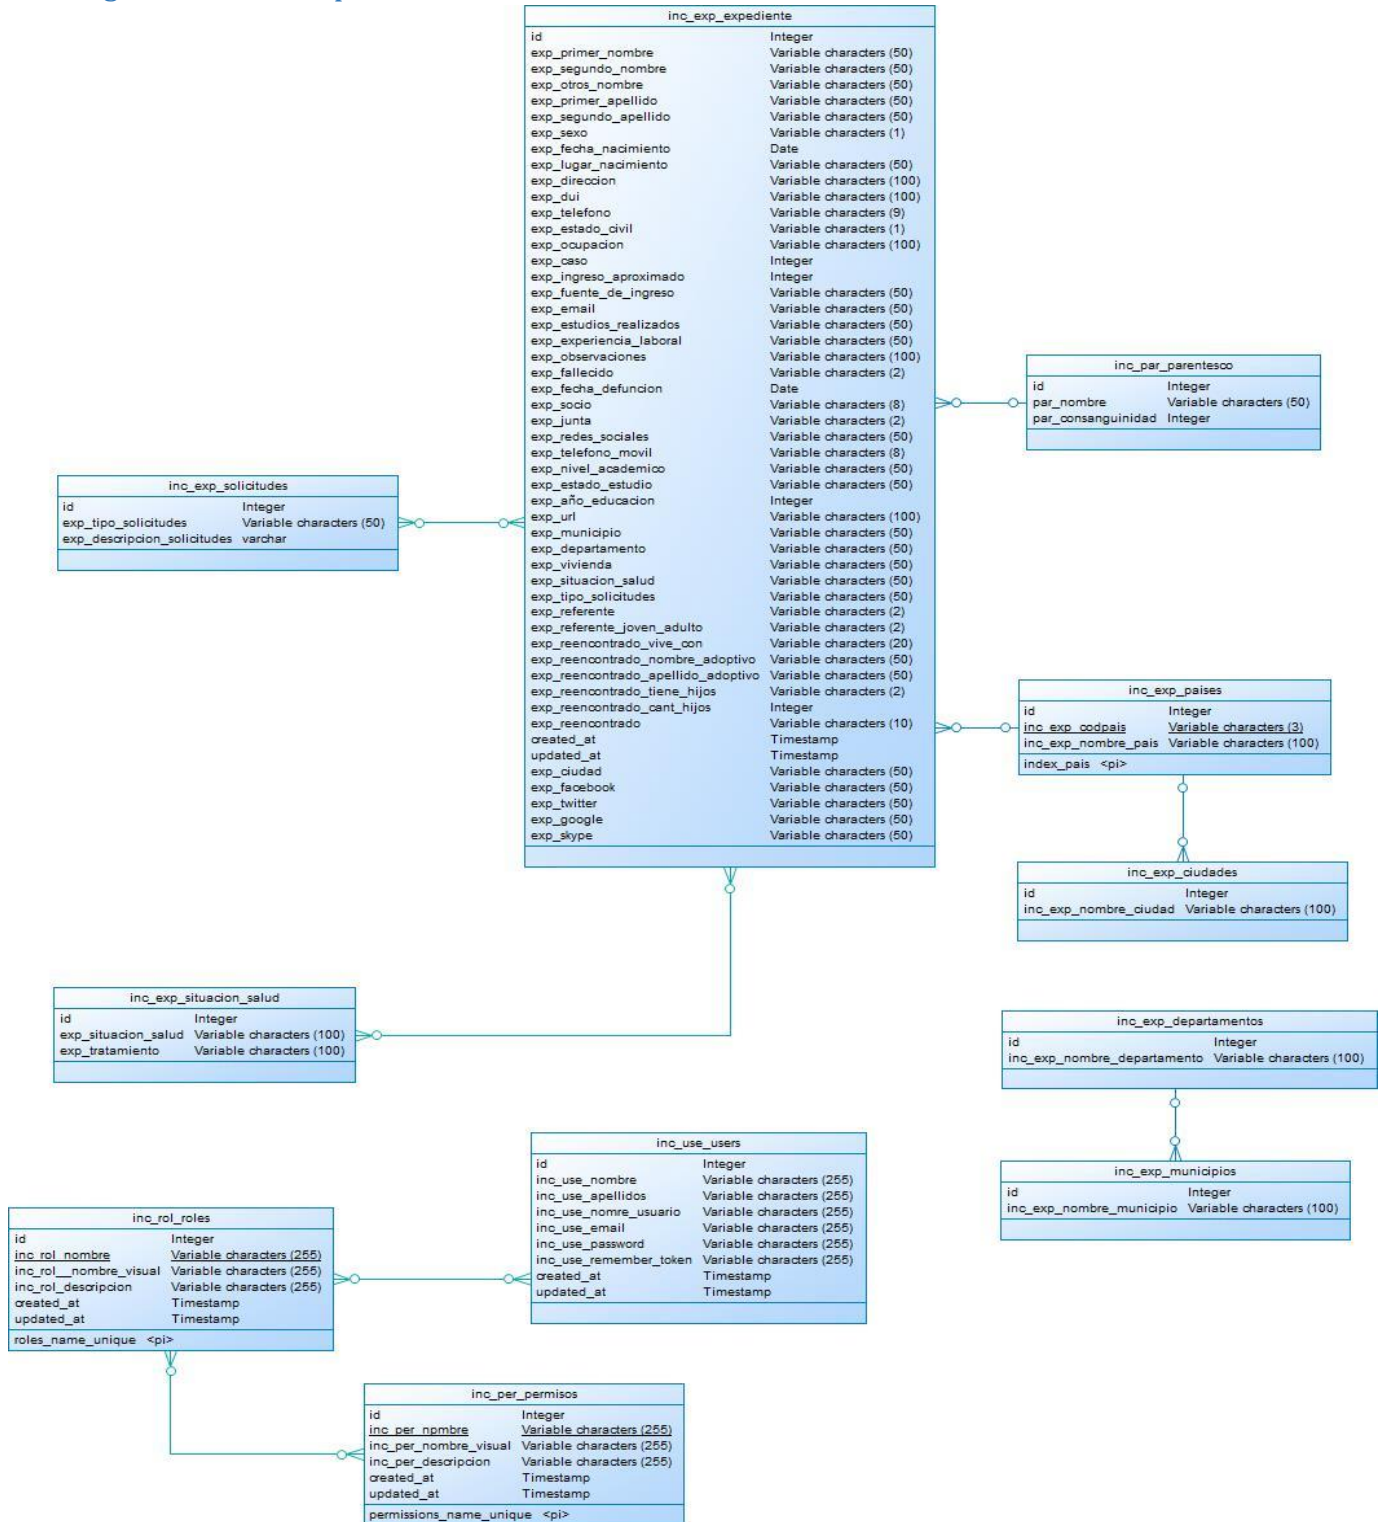 inc_exp_expediente
id Integer
exp_primer_nombre Variable characters (50)
exp_segundo_nombre Variable characters (50)
exp_otros_nombre Variable characters (50)
exp_primer_apellido Variable characters (50)
exp_segundo_apellido Variable characters (50)
exp_sexo Variable characters (1)
exp_fecha_nacimiento Date
exp_lugar_nacimiento Variable characters (50)
exp_direccion Variable characters (100)
exp_dui Variable characters (100)
exp_telefono Variable characters (9)
exp_estado_civil Variable characters (1)
exp_ocupacion Variable characters (100)
exp_caso Integer
exp_ingreso_aproximado Integer
exp_fuente_de_ingreso Variable characters (50)
exp_email Variable characters (50)
exp_estudios_realizados Variable characters (50)
exp_experiencia_laboral Variable characters (50)
exp_observaciones Variable characters (100)
exp_fallecido Variable characters (2)
exp_fecha_defuncion Date
exp_socio Variable characters (8)
exp_junta Variable characters (2)
exp_redes_sociales Variable characters (50)
exp_telefono_movil Variable characters (8)
exp_nivel_academico Variable characters (50)
exp_estado_estudio Variable characters (50)
exp_año_educacion Integer
exp_url Variable characters (100)
exp_municipio Variable characters (50)
exp_departamento Variable characters (50)
exp_vivienda Variable characters (50)
exp_situacion_salud Variable characters (50)
exp_tipo_solicitudes Variable characters (50)
exp_referente Variable characters (2)
exp_referente_joven_adulto Variable characters (2)
exp_reencontrado_vive_con Variable characters (20)
exp_reencontrado_nombre_adoptivo Variable characters (50)
exp_reencontrado_apellido_adoptivo Variable characters (50)
exp_reencontrado_tiene_hijos Variable characters (2)
exp_reencontrado_cant_hijos Integer
exp_reencontrado Variable characters (10)
created_at Timestamp
updated_at Timestamp
exp_ciudad Variable characters (50)
exp_facebook Variable characters (50)
exp_twitter Variable characters (50)
exp_google Variable characters (50)
exp_skype Variable characters (50)
inc_par_parentesco
id Integer
par_nombre Variable characters (50)
par_consanguinidad Integer
inc_exp_solicitudes
id Integer
exp_tipo_solicitudes Variable characters (50)
exp_descripcion_solicitudes varchar
inc_exp_paises
id Integer
inc_exp_codpais Variable characters (3)
inc_exp_nombre_pais Variable characters (100)
index_pais <pi>
inc_exp_ciudades
id Integer
inc_exp_nombre_ciudad Variable characters (100)
inc_exp_situacion_salud
id Integer
exp_situacion_salud Variable characters (100)
exp_tratamiento Variable characters (100)
inc_exp_departamentos
id Integer
inc_exp_nombre_departamento Variable characters (100)
inc_exp_municipios
id Integer
inc_exp_nombre_municipio Variable characters (100)
inc_use_users
id Integer
inc_use_nombre Variable characters (255)
inc_use_apellidos Variable characters (255)
inc_use_nomre_usuario Variable characters (255)
inc_use_email Variable characters (255)
inc_use_password Variable characters (255)
inc_use_remember_token Variable characters (255)
created_at Timestamp
updated_at Timestamp
inc_rol_roles
id Integer
inc_rol_nombre Variable characters (255)
inc_rol__nombre_visual Variable characters (255)
inc_rol_descripcion Variable characters (255)
created_at Timestamp
updated_at Timestamp
roles_name_unique <pi>
inc_per_permisos
id Integer
inc_per_npmbre Variable characters (255)
inc_per_nombre_visual Variable characters (255)
inc_per_descripcion Variable characters (255)
created_at Timestamp
updated_at Timestamp
permissions_name_unique <pi>